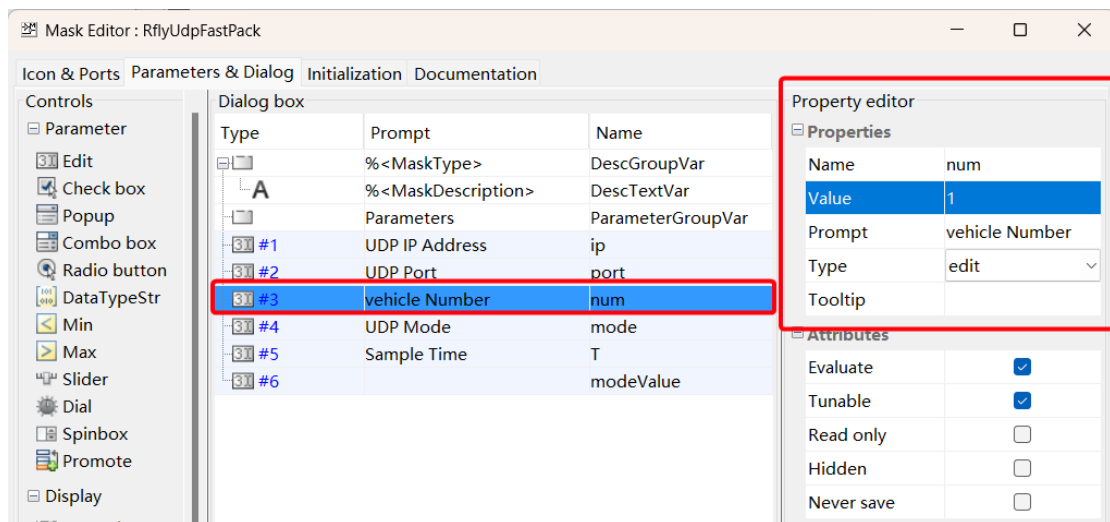 Mask Editor : RflyUdpFastPack
Icon & Ports Parameters & Dialog Initialization Documentation
Controls
Parameter
Edit
Check box
Popup
Combo box
Radio button
DataTypeStr
Min
Max
Slider
Dial
Spinbox
Promote
Display
Dialog box
Type Prompt Name
%<MaskType> DescGroupVar
A %<MaskDescription> DescTextVar
Parameters ParameterGroupVar
#1 UDP IP Address ip
#2 UDP Port port
#3 vehicle Number num
#4 UDP Mode mode
#5 Sample Time T
#6 modeValue
Property editor
Properties
Name num
Value 1
Prompt vehicle Number
Type edit
Tooltip
Attributes
Evaluate
Tunable
Read only
Hidden
Never save